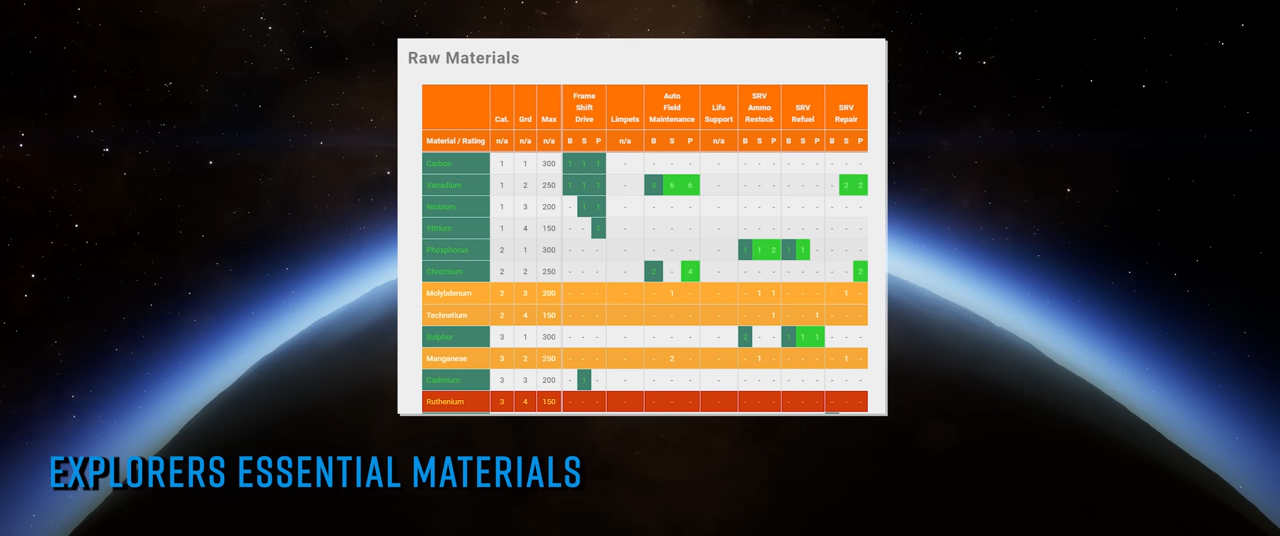 Raw Materials
Frame Shift Drive Auto Field Maintenance Life Support SRV Ammo Restock SRV Refuel SRV Repair
Cat. Grd Max Limpets
Material / Rating n/a n/a n/a B S P n/a B S P n/a B S P B S P B S P
Carbon 1 1 300 1 1 1 - - - - - - - - - - - - - -
Vanadium 1 2 250 1 1 1 - 3 6 6 - - - - - - - - 2 2
Niobium 1 3 200 - 1 1 - - - - - - - - - - - - - -
Yttrium 1 4 150 - - 1 - - - - - - - - - - - - - -
Phosphorus 2 1 300 - - - - - - - - 1 1 2 1 1 - - - -
Chromium 2 2 250 - - - - 2 - 4 - - - - - - - - - 2
Molybdenum 2 3 200 - - - - - 1 - - - 1 1 - - - - 1 -
Technetium 2 4 150 - - - - - - - - - - 1 - - 1 - - -
Sulphur 3 1 300 - - - - - - - - 2 - - 1 1 1 - - -
Manganese 3 2 250 - - - - - 2 - - - 1 - - - - - 1 -
Cadmium 3 3 200 - 1 - - - - - - - - - - - - - - -
Ruthenium 3 4 150 - - - - - - - - - - - - - - - - -
EXPLORERS ESSENTIAL MATERIALS